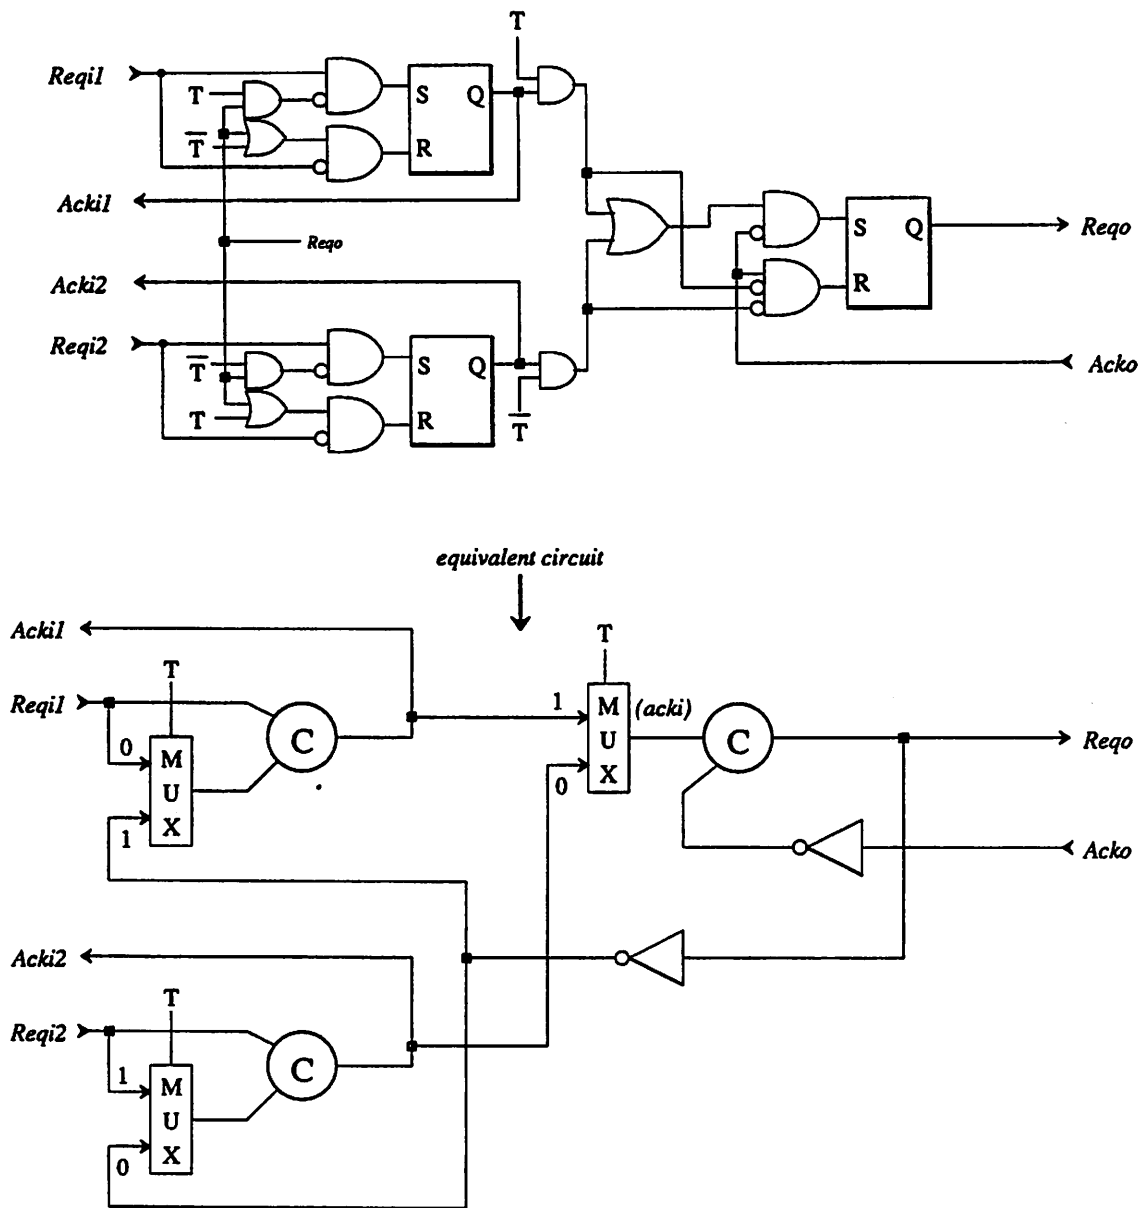 T
Reqi1
T
S
Q
T̅
R
Acki1
Reqo
S
Q
Reqo
R
Acki2
Reqi2
T̅
S
Q
Acko
T
R
T̅
equivalent circuit
Acki1
T
T
Reqi1
1
M
U
X
(acki)
C
C
Reqo
0
M
U
X
0
1
Acko
Acki2
T
Reqi2
C
1
M
U
X
0